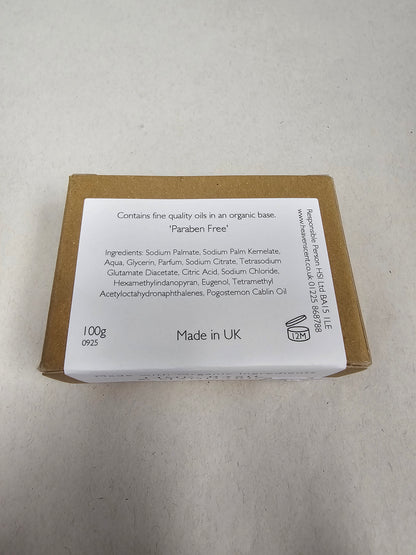 Contains fine quality oils in an organic base.
'Paraben Free'
Ingredients: Sodium Palmate, Sodium Palm Kernelate,
Aqua, Glycerin, Parfum, Sodium Citrate, Tetrasodium
Glutamate Diacetate, Citric Acid, Sodium Chloride,
Hexamethylindanopyran, Eugenol, Tetramethyl
Acetyloctahydronaphthalenes, Pogostemon Cablin Oil
100g
0925
Made in UK
12M
Responsible Person HSI Ltd BA15 1LE
www.heavenscent.co.uk 01225 868788